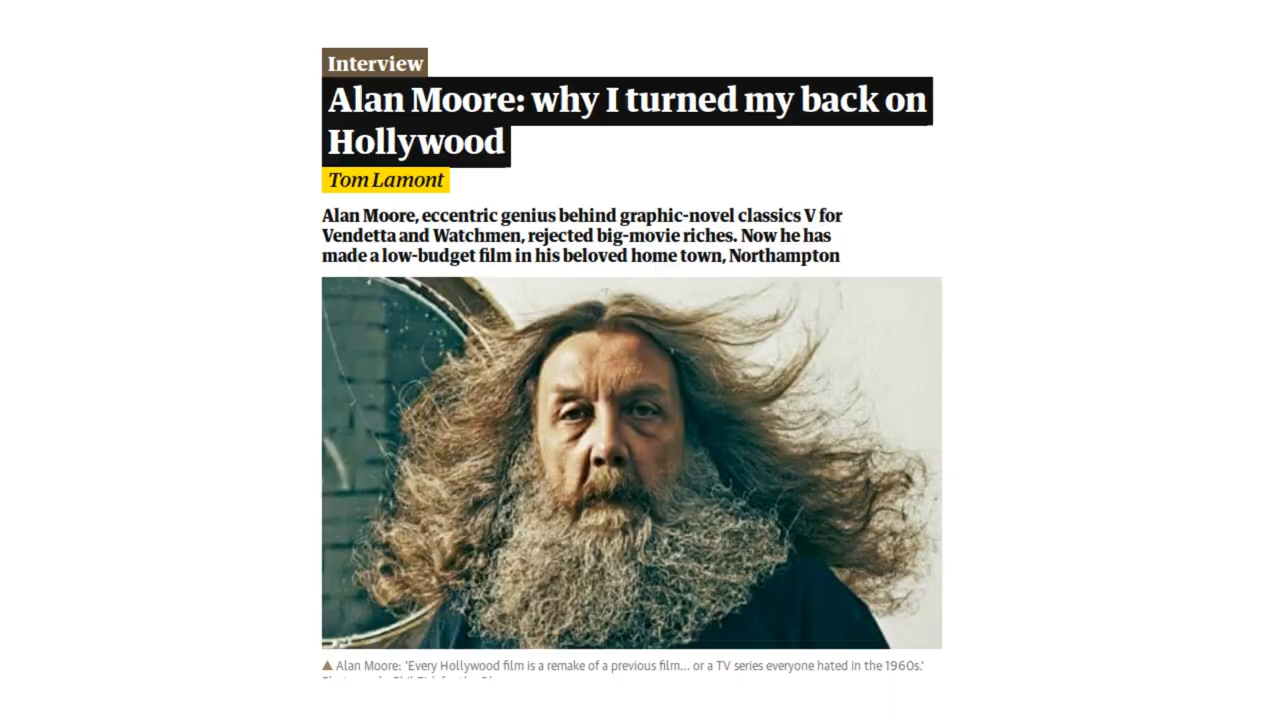 Interview
Alan Moore: why I turned my back on
Hollywood
Tom Lamont
Alan Moore, eccentric genius behind graphic-novel classics V for
Vendetta and Watchmen, rejected big-movie riches. Now he has
made a low-budget film in his beloved home town, Northampton
Alan Moore: 'Every Hollywood film is a remake of a previous film... or a TV series everyone hated in the 1960s.'